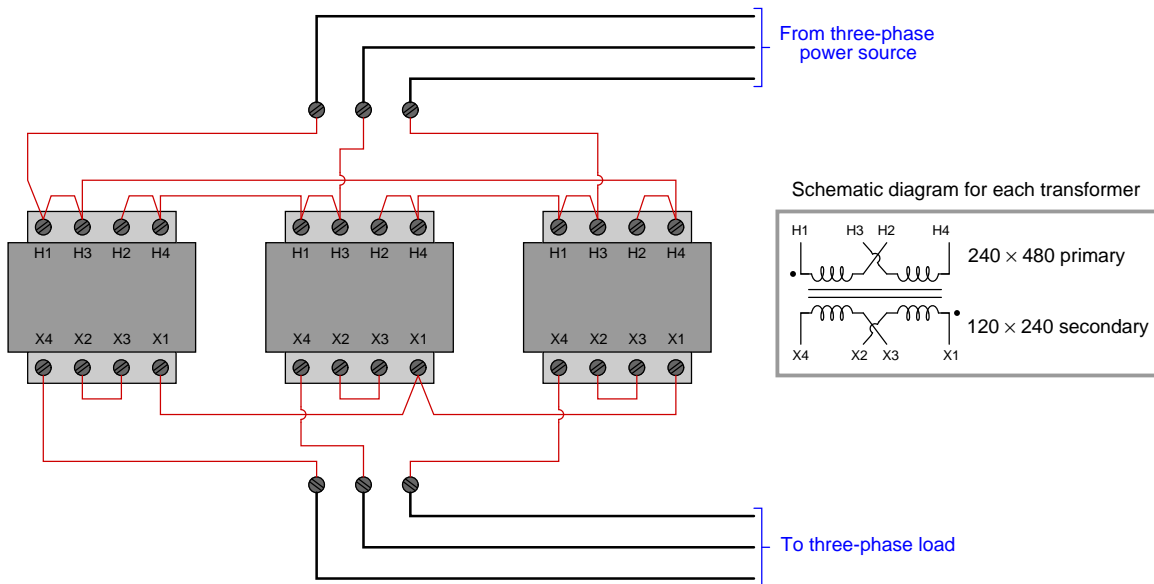 From three-phase
power source
Schematic diagram for each transformer
H1 H3 H2 H4
240 × 480 primary
120 × 240 secondary
X4 X2 X3 X1
H1 H3 H2 H4
H1 H3 H2 H4
H1 H3 H2 H4
X4 X2 X3 X1
X4 X2 X3 X1
X4 X2 X3 X1
To three-phase load